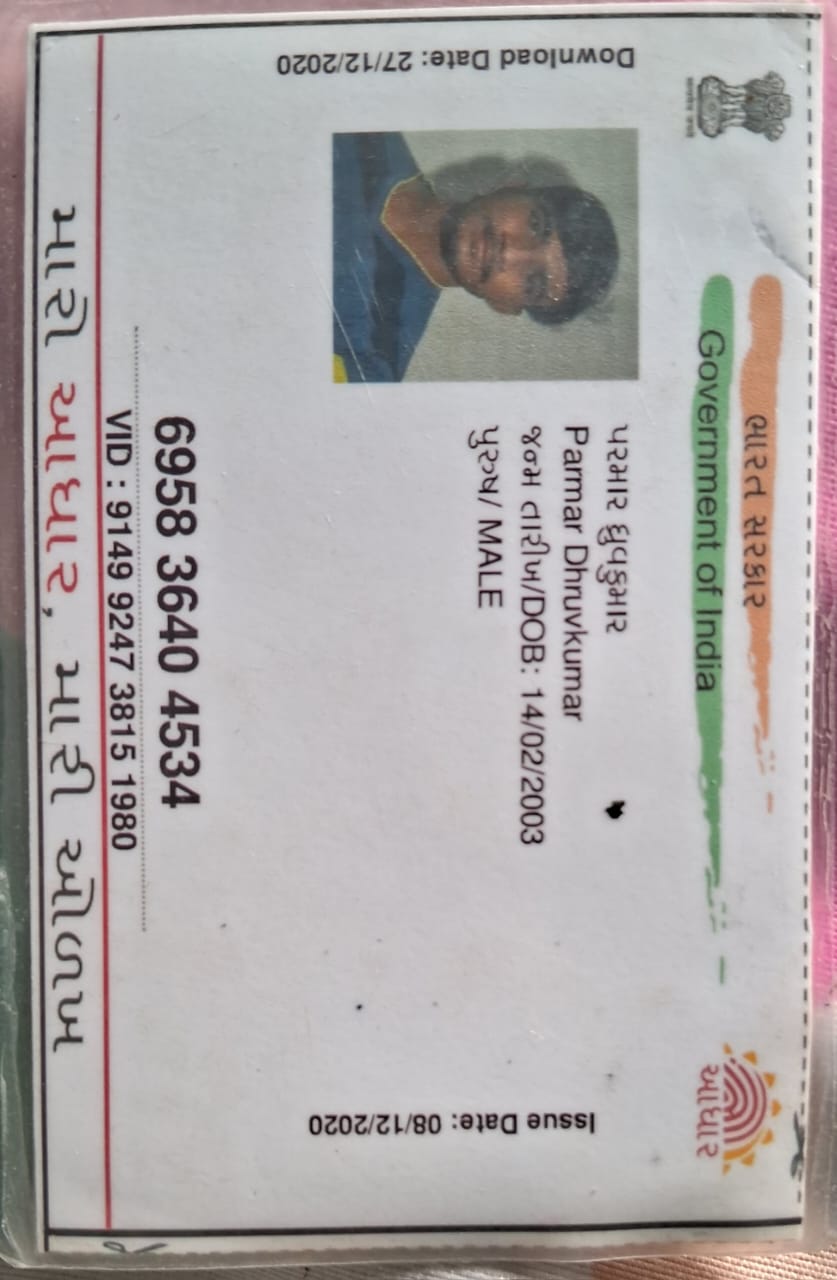 ભારત સરકાર
Government of India
આધાર
Download Date: 27/12/2020
Issue Date: 08/12/2020
પરમાર ધ્રુવકુમાર
Parmar Dhruvkumar
જન્મ તારીખ/DOB: 14/02/2003
પુરુષ/ MALE
6958 3640 4534
VID : 9149 9247 3815 1980
મારો આધાર, મારી ઓળખ